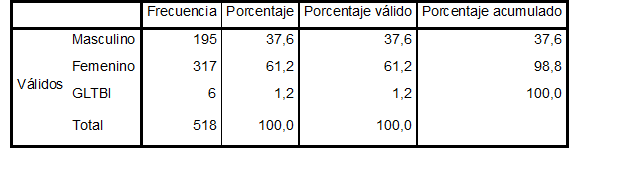 Frecuencia Porcentaje Porcentaje válido Porcentaje acumulado
Masculino 195 37,6 37,6 37,6
Femenino 317 61,2 61,2 98,8
Válidos
GLTBI 6 1,2 1,2 100,0
Total 518 100,0 100,0